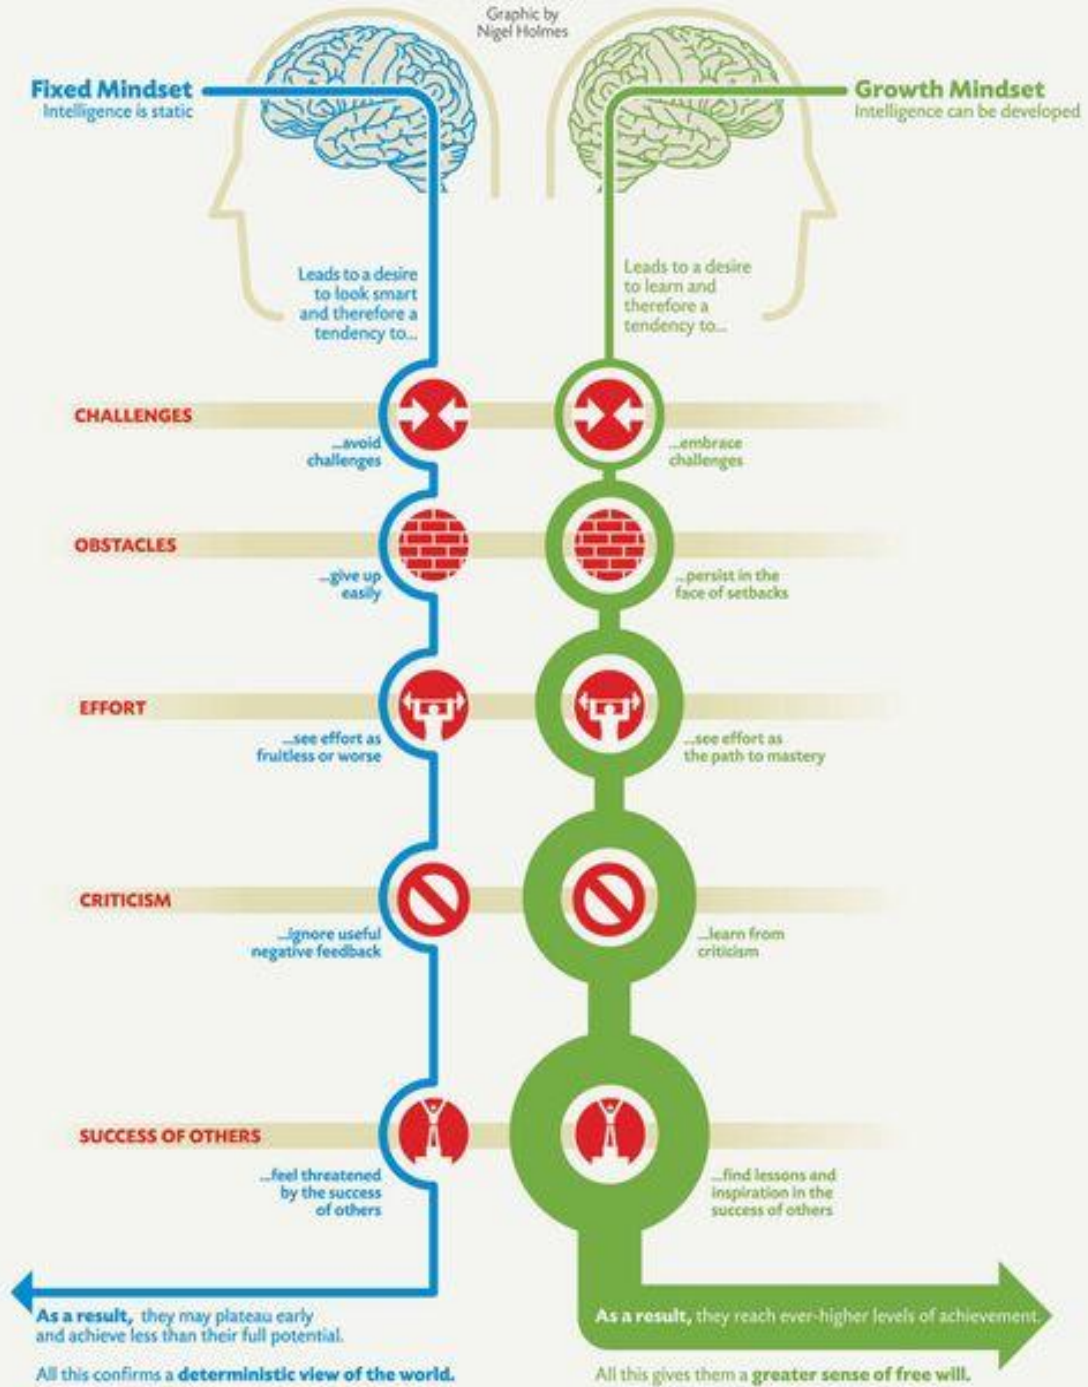 Graphic by
Nigel Holmes
Fixed Mindset
Intelligence is static
Growth Mindset
Intelligence can be developed
Leads to a desire
to look smart
and therefore a
tendency to...
Leads to a desire
to learn and
therefore a
tendency to...
CHALLENGES
...avoid
challenges
...embrace
challenges
OBSTACLES
...give up
easily
...persist in the
face of setbacks
EFFORT
...see effort as
fruitless or worse
...see effort as
the path to mastery
CRITICISM
...ignore useful
negative feedback
...learn from
criticism
SUCCESS OF OTHERS
...feel threatened
by the success
of others
...find lessons and
inspiration in the
success of others
As a result, they may plateau early
and achieve less than their full potential.
All this confirms a deterministic view of the world.
As a result, they reach ever-higher levels of achievement.
All this gives them a greater sense of free will.